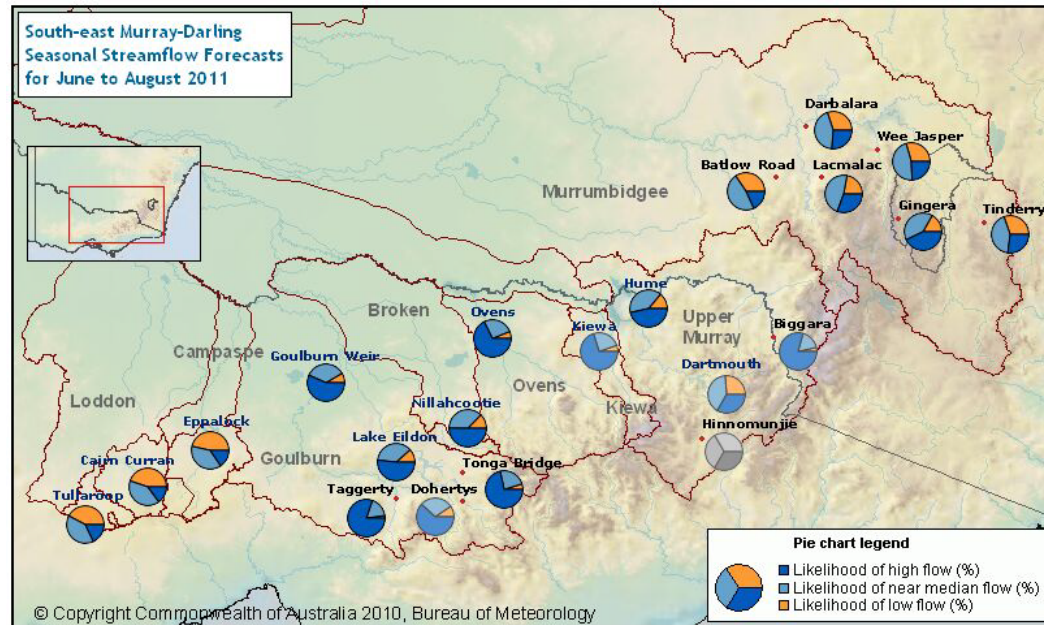 South-east Murray-Darling
Seasonal Streamflow Forecasts
for June to August 2011
Darbalara
Wee Jasper
Batlow Road
Lacmalac
Murrumbidgee
Gingera
Tinderry
Hume
Broken
Ovens
Kiewa
Upper
Murray
Biggara
Campaspe
Goulburn Weir
Dartmouth
Loddon
Ovens
Nillahcootie
Kiewa
Eppalock
Hinnomunjie
Lake Eildon
Cairn Curran
Goulburn
Tonga Bridge
Tullaroop
Taggerty
Dohertys
Pie chart legend
Likelihood of high flow (%)
Likelihood of near median flow (%)
Likelihood of low flow (%)
© Copyright Commonwealth of Australia 2010, Bureau of Meteorology